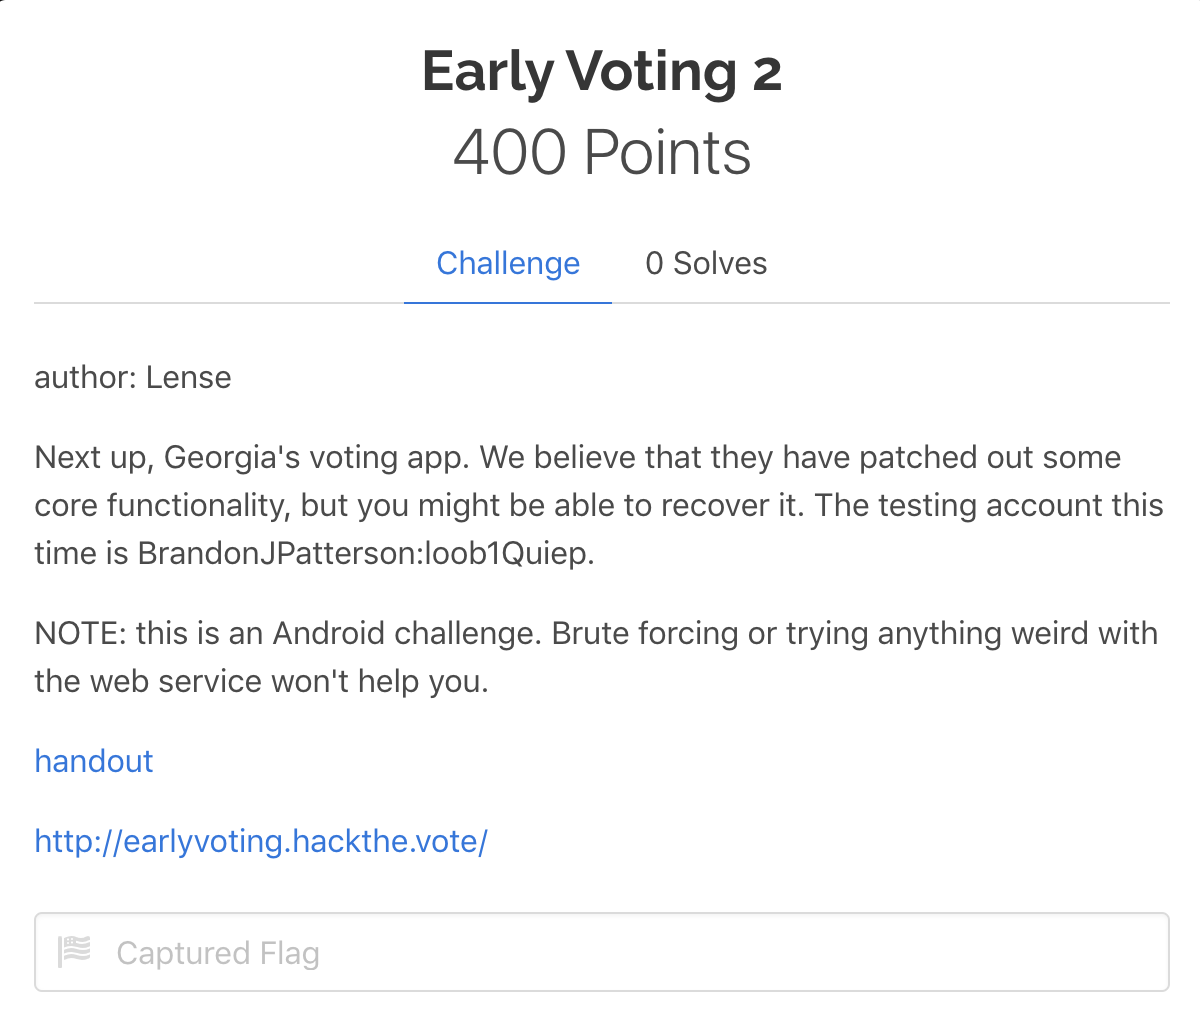 Early Voting 2
400 Points
Challenge 0 Solves
author: Lense
Next up, Georgia's voting app. We believe that they have patched out some
core functionality, but you might be able to recover it. The testing account this
time is BrandonJPatterson:loob1Quiep.
NOTE: this is an Android challenge. Brute forcing or trying anything weird with
the web service won't help you.
handout
http://earlyvoting.hackthe.vote/
Captured Flag